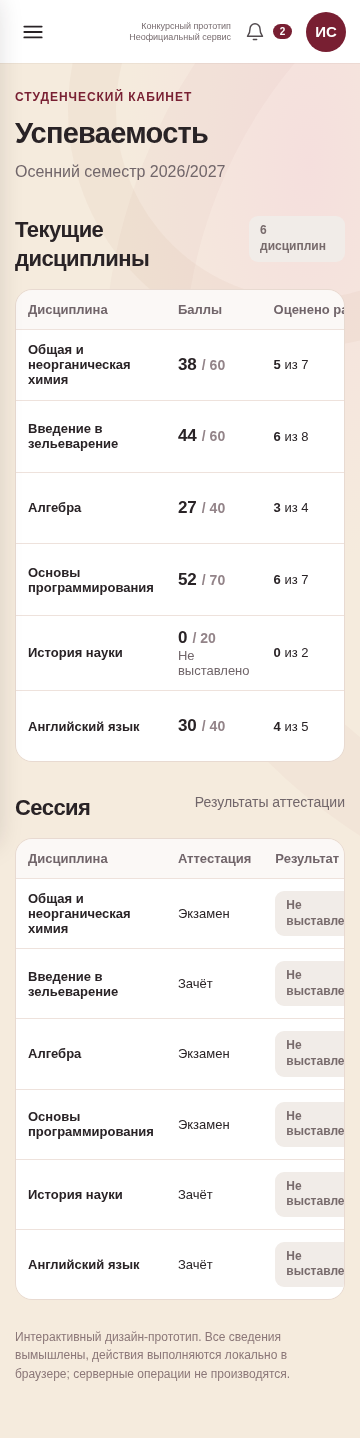 Конкурсный прототип
Неофициальный сервис
2
ИС
СТУДЕНЧЕСКИЙ КАБИНЕТ
Успеваемость
Осенний семестр 2026/2027
Текущие
дисциплины
6
дисциплин
Дисциплина Баллы Оценено ра
Общая и
неорганическая
химия
38 / 60
5 из 7
Введение в
зельеварение
44 / 60
6 из 8
Алгебра
27 / 40
3 из 4
Основы
программирования
52 / 70
6 из 7
История науки
0 / 20
Не
выставлено
0 из 2
Английский язык
30 / 40
4 из 5
Сессия
Результаты аттестации
Дисциплина Аттестация Результат
Общая и
неорганическая
химия
Экзамен
Не
выставле
Введение в
зельеварение
Зачёт
Не
выставле
Алгебра
Экзамен
Не
выставле
Основы
программирования
Экзамен
Не
выставле
История науки
Зачёт
Не
выставле
Английский язык
Зачёт
Не
выставле
Интерактивный дизайн-прототип. Все сведения
вымышлены, действия выполняются локально в
браузере; серверные операции не производятся.